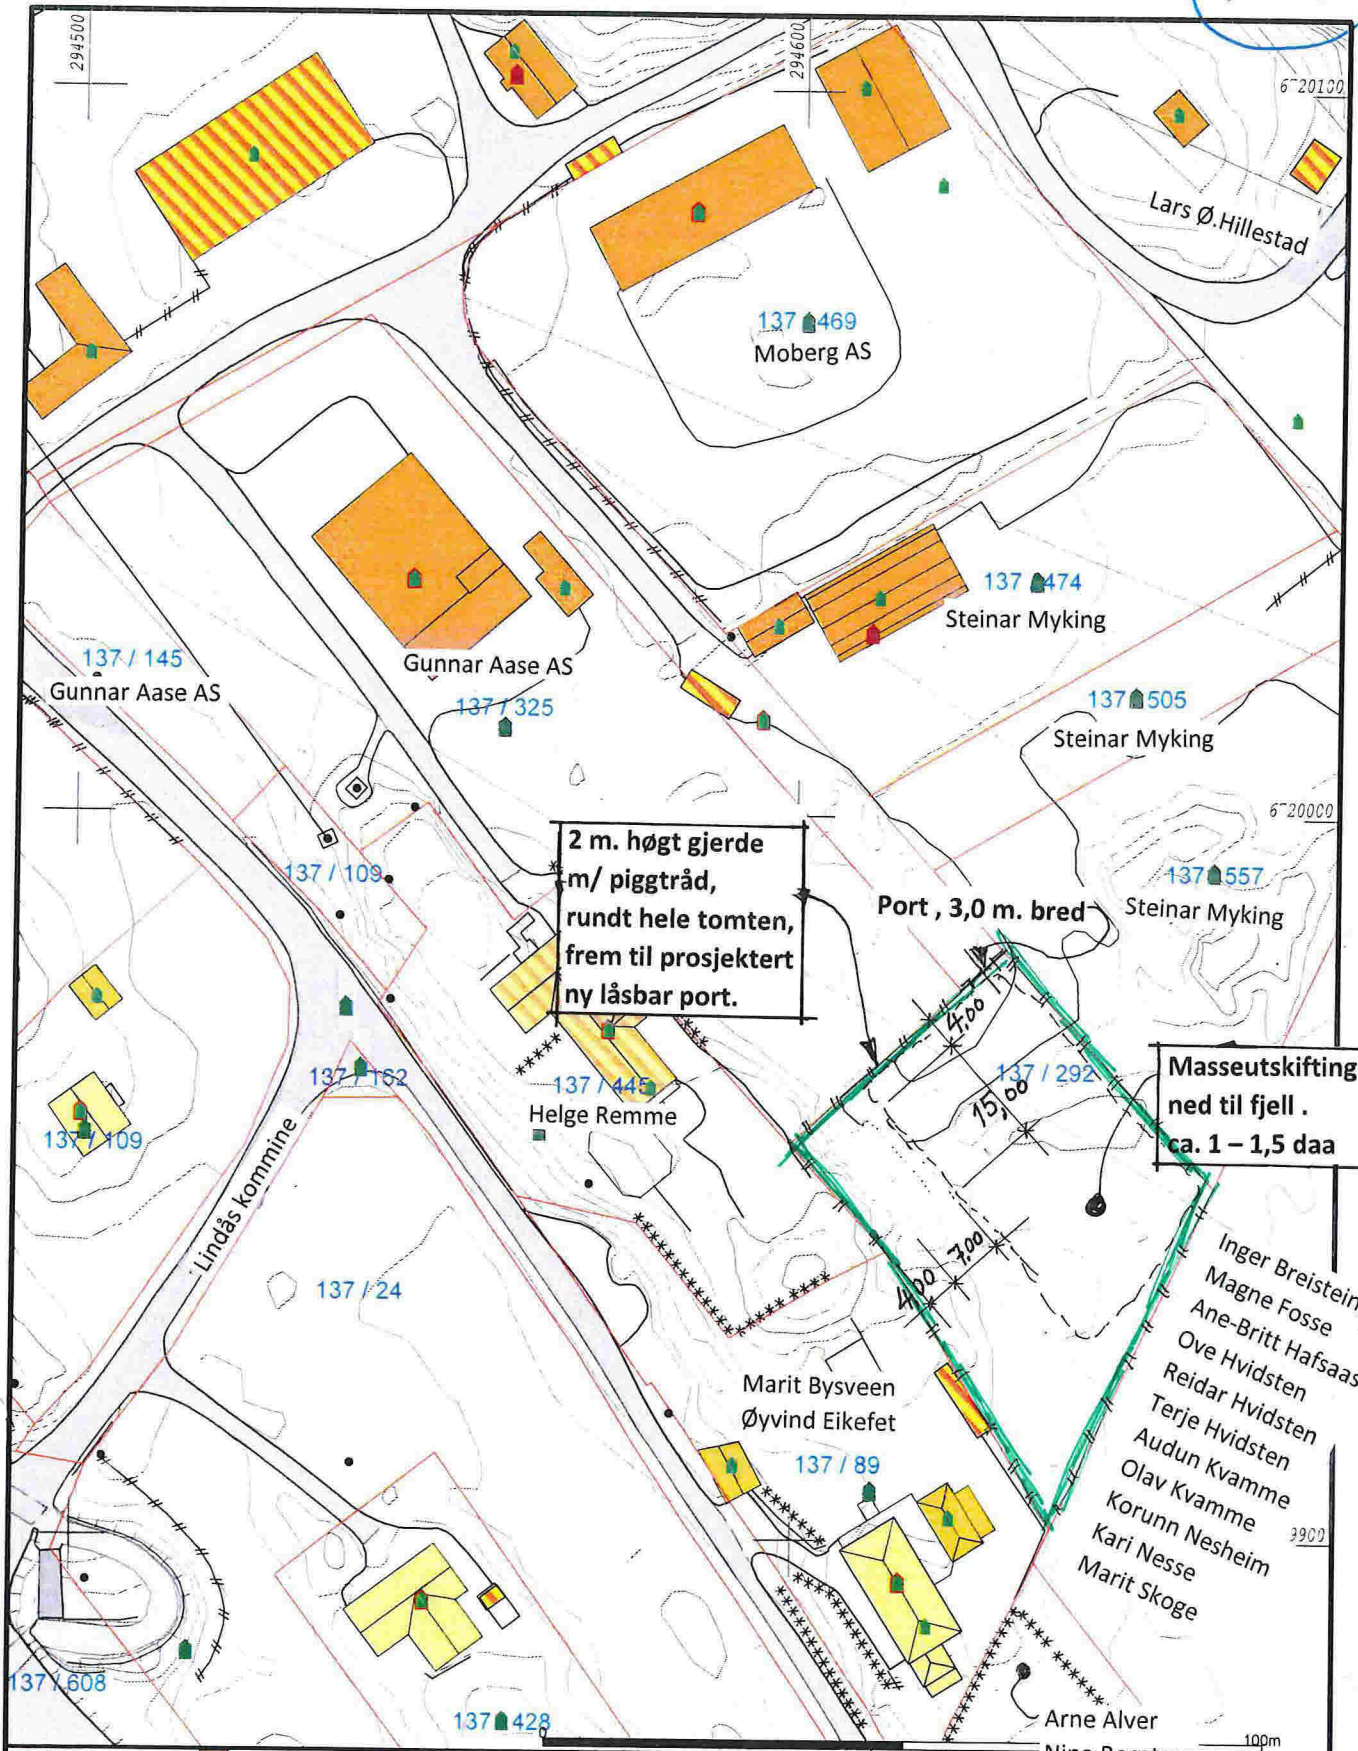 294500
294600
6720100
Lars Ø.Hillestad
137 469
Moberg AS
137 474
Steinar Myking
137 / 145
Gunnar Aase AS
Gunnar Aase AS
137 / 325
137 505
Steinar Myking
6720000
2 m. høgt gjerde
m/ piggtråd,
rundt hele tomten,
frem til prosjektert
ny låsbar port.
137 / 109
Port , 3,0 m. bred
137 557
Steinar Myking
4,00
15,00
137 / 292
Masseutskifting
ned til fjell .
ca. 1 – 1,5 daa
137 / 162
137 / 445
Helge Remme
137 / 109
Lindås kommine
137 / 24
4,00
7,00
Inger Breistein
Magne Fosse
Ane-Britt Hafsaas
Ove Hvidsten
Reidar Hvidsten
Terje Hvidsten
Audun Kvamme
Olav Kvamme
Korunn Nesheim
Kari Nesse
Marit Skoge
Marit Bysveen
Øyvind Eikefet
137 / 89
9900
137 / 608
137 428
0
100m
Arne Alver